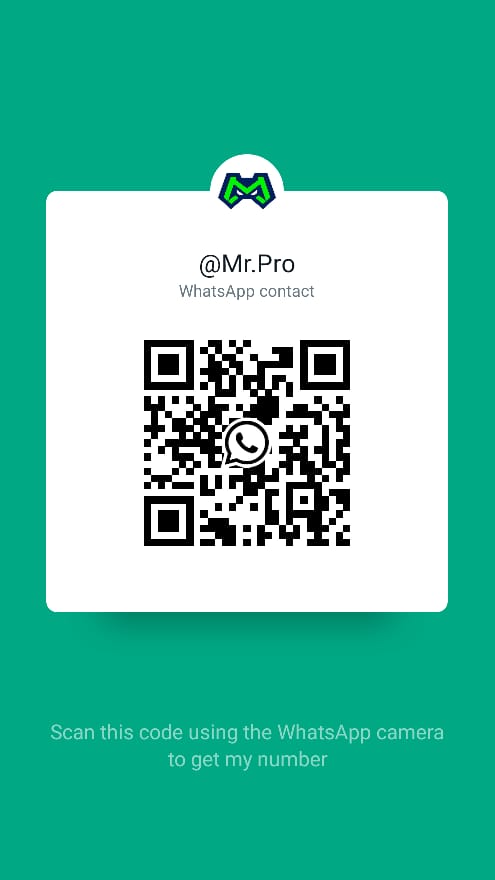 @Mr.Pro
WhatsApp contact
Scan this code using the WhatsApp camera
to get my number